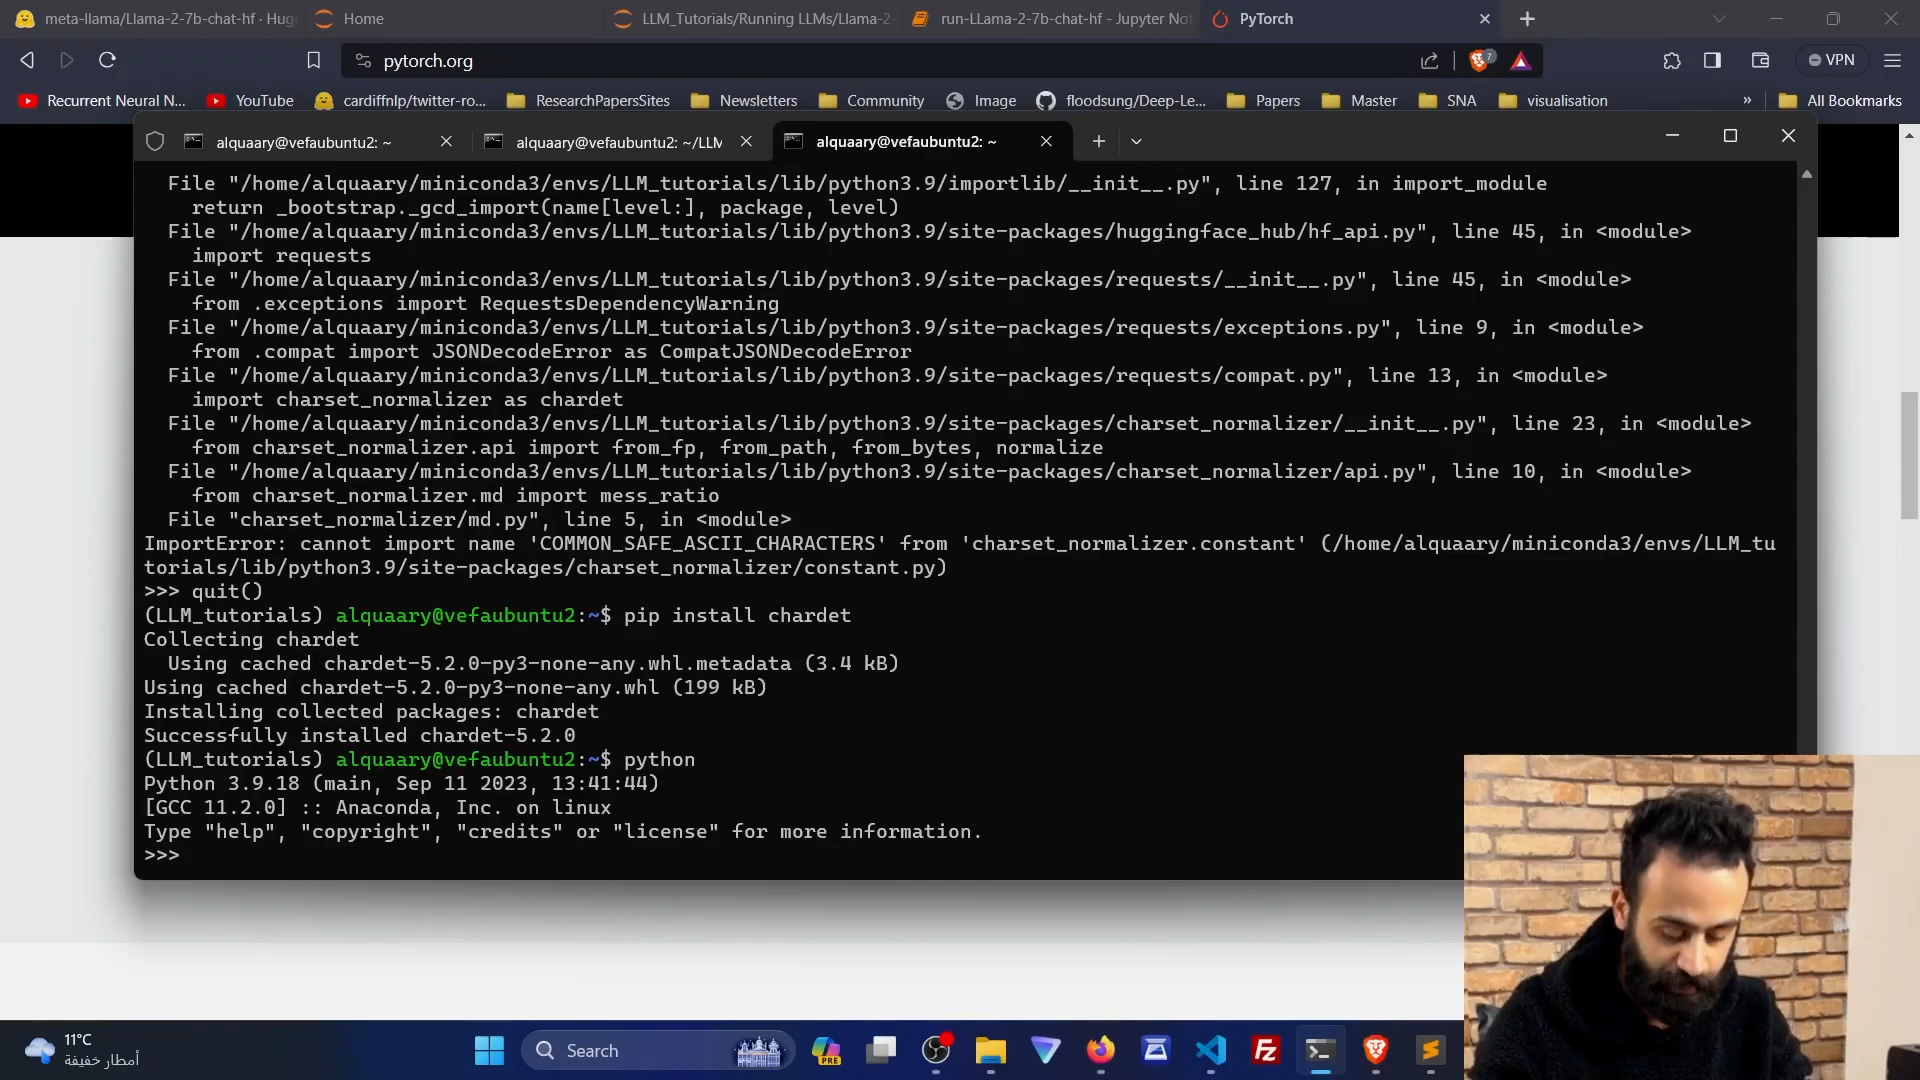 meta-llama/Llama-2-7b-chat-hf · Hug
Home
LLM_Tutorials/Running LLMs/Llama-2-
run-LLama-2-7b-chat-hf - Jupyter Not
PyTorch
pytorch.org
7
VPN
Recurrent Neural N...
YouTube
cardiffnlp/twitter-ro...
ResearchPapersSites
Newsletters
Community
Image
floodsung/Deep-Le...
Papers
Master
SNA
visualisation
»
All Bookmarks
alquaary@vefaubuntu2: ~
alquaary@vefaubuntu2: ~/LLM
alquaary@vefaubuntu2: ~
File "/home/alquaary/miniconda3/envs/LLM_tutorials/lib/python3.9/importlib/__init__.py", line 127, in import_module
return _bootstrap._gcd_import(name[level:], package, level)
File "/home/alquaary/miniconda3/envs/LLM_tutorials/lib/python3.9/site-packages/huggingface_hub/hf_api.py", line 45, in <module>
import requests
File "/home/alquaary/miniconda3/envs/LLM_tutorials/lib/python3.9/site-packages/requests/__init__.py", line 45, in <module>
from .exceptions import RequestsDependencyWarning
File "/home/alquaary/miniconda3/envs/LLM_tutorials/lib/python3.9/site-packages/requests/exceptions.py", line 9, in <module>
from .compat import JSONDecodeError as CompatJSONDecodeError
File "/home/alquaary/miniconda3/envs/LLM_tutorials/lib/python3.9/site-packages/requests/compat.py", line 13, in <module>
import charset_normalizer as chardet
File "/home/alquaary/miniconda3/envs/LLM_tutorials/lib/python3.9/site-packages/charset_normalizer/__init__.py", line 23, in <module>
from charset_normalizer.api import from_fp, from_path, from_bytes, normalize
File "/home/alquaary/miniconda3/envs/LLM_tutorials/lib/python3.9/site-packages/charset_normalizer/api.py", line 10, in <module>
from charset_normalizer.md import mess_ratio
File "charset_normalizer/md.py", line 5, in <module>
ImportError: cannot import name 'COMMON_SAFE_ASCII_CHARACTERS' from 'charset_normalizer.constant' (/home/alquaary/miniconda3/envs/LLM_tu
torials/lib/python3.9/site-packages/charset_normalizer/constant.py)
>>> quit()
(LLM_tutorials) alquaary@vefaubuntu2:~$ pip install chardet
Collecting chardet
Using cached chardet-5.2.0-py3-none-any.whl.metadata (3.4 kB)
Using cached chardet-5.2.0-py3-none-any.whl (199 kB)
Installing collected packages: chardet
Successfully installed chardet-5.2.0
(LLM_tutorials) alquaary@vefaubuntu2:~$ python
Python 3.9.18 (main, Sep 11 2023, 13:41:44)
[GCC 11.2.0] :: Anaconda, Inc. on linux
Type "help", "copyright", "credits" or "license" for more information.
>>>
11°C
أمطار خفيفة
Search
PRE